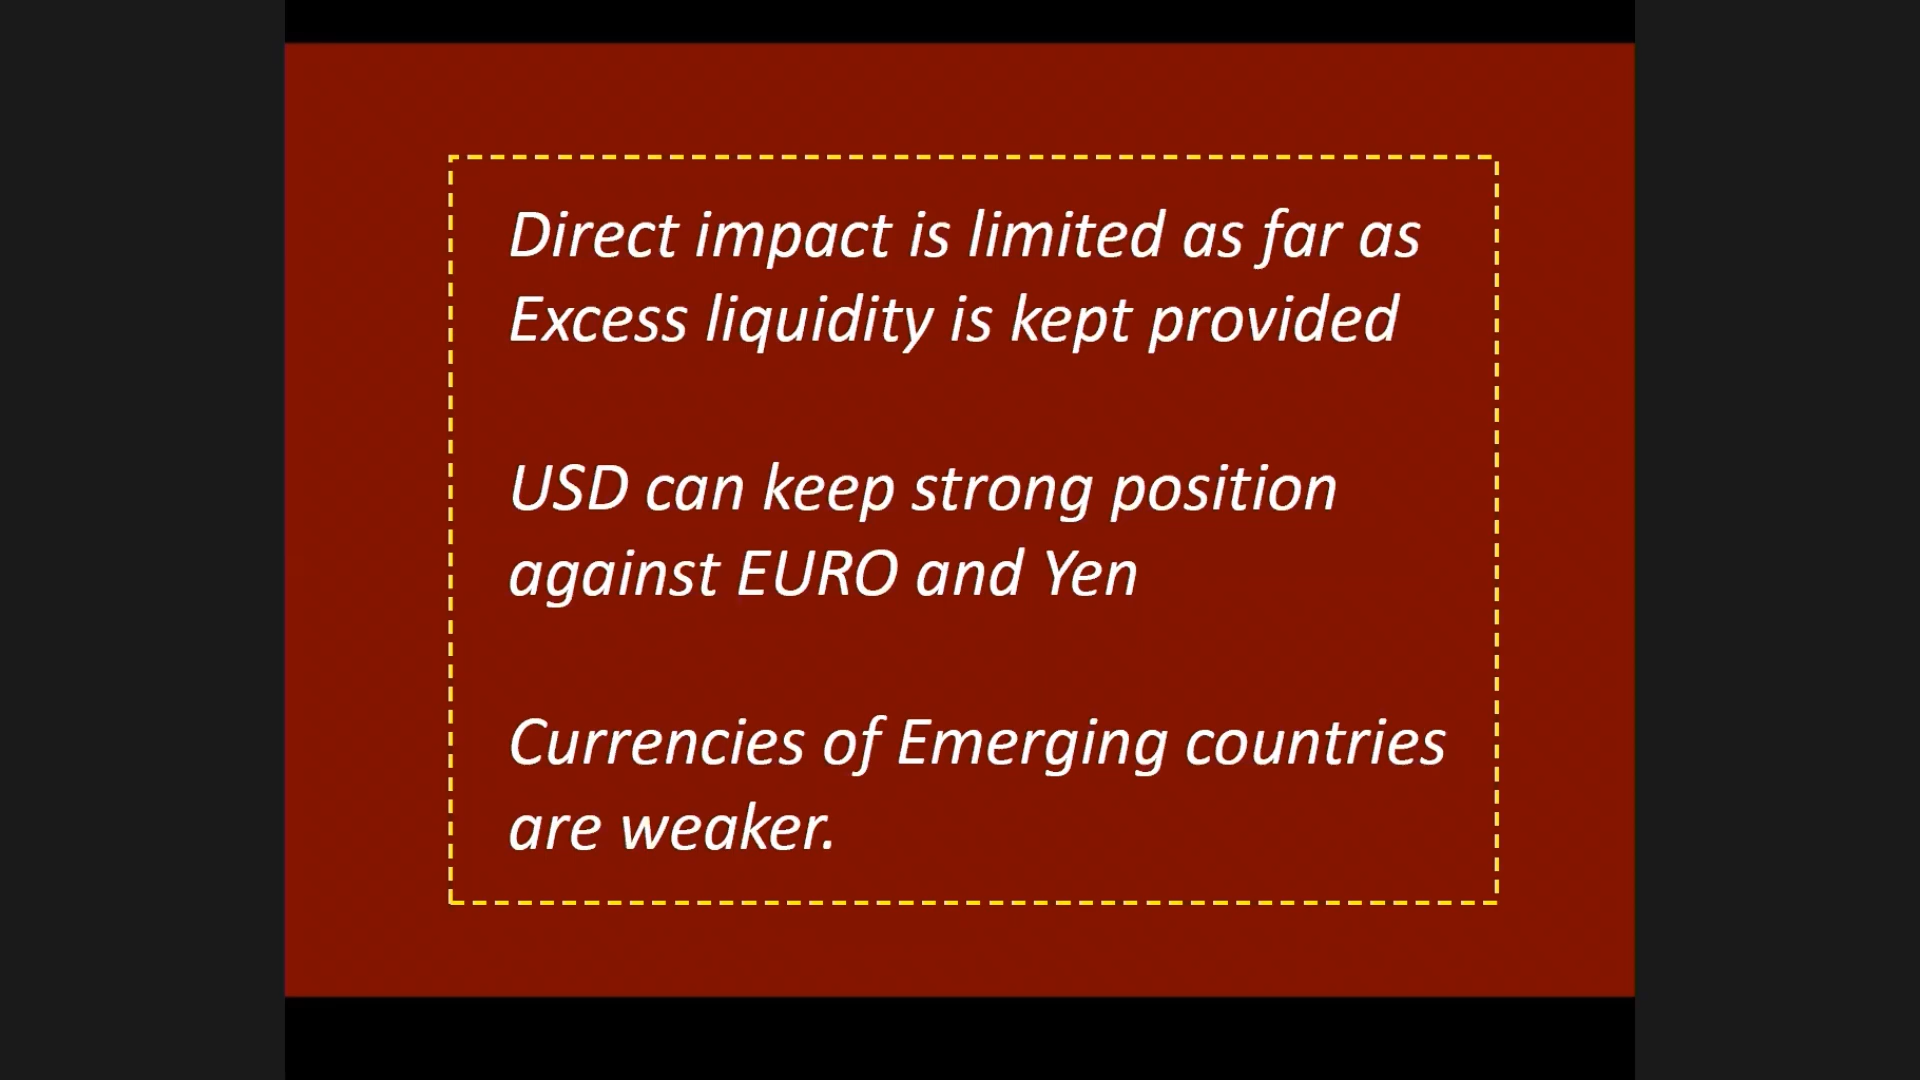 Direct impact is limited as far as
Excess liquidity is kept provided
USD can keep strong position
against EURO and Yen
Currencies of Emerging countries
are weaker.